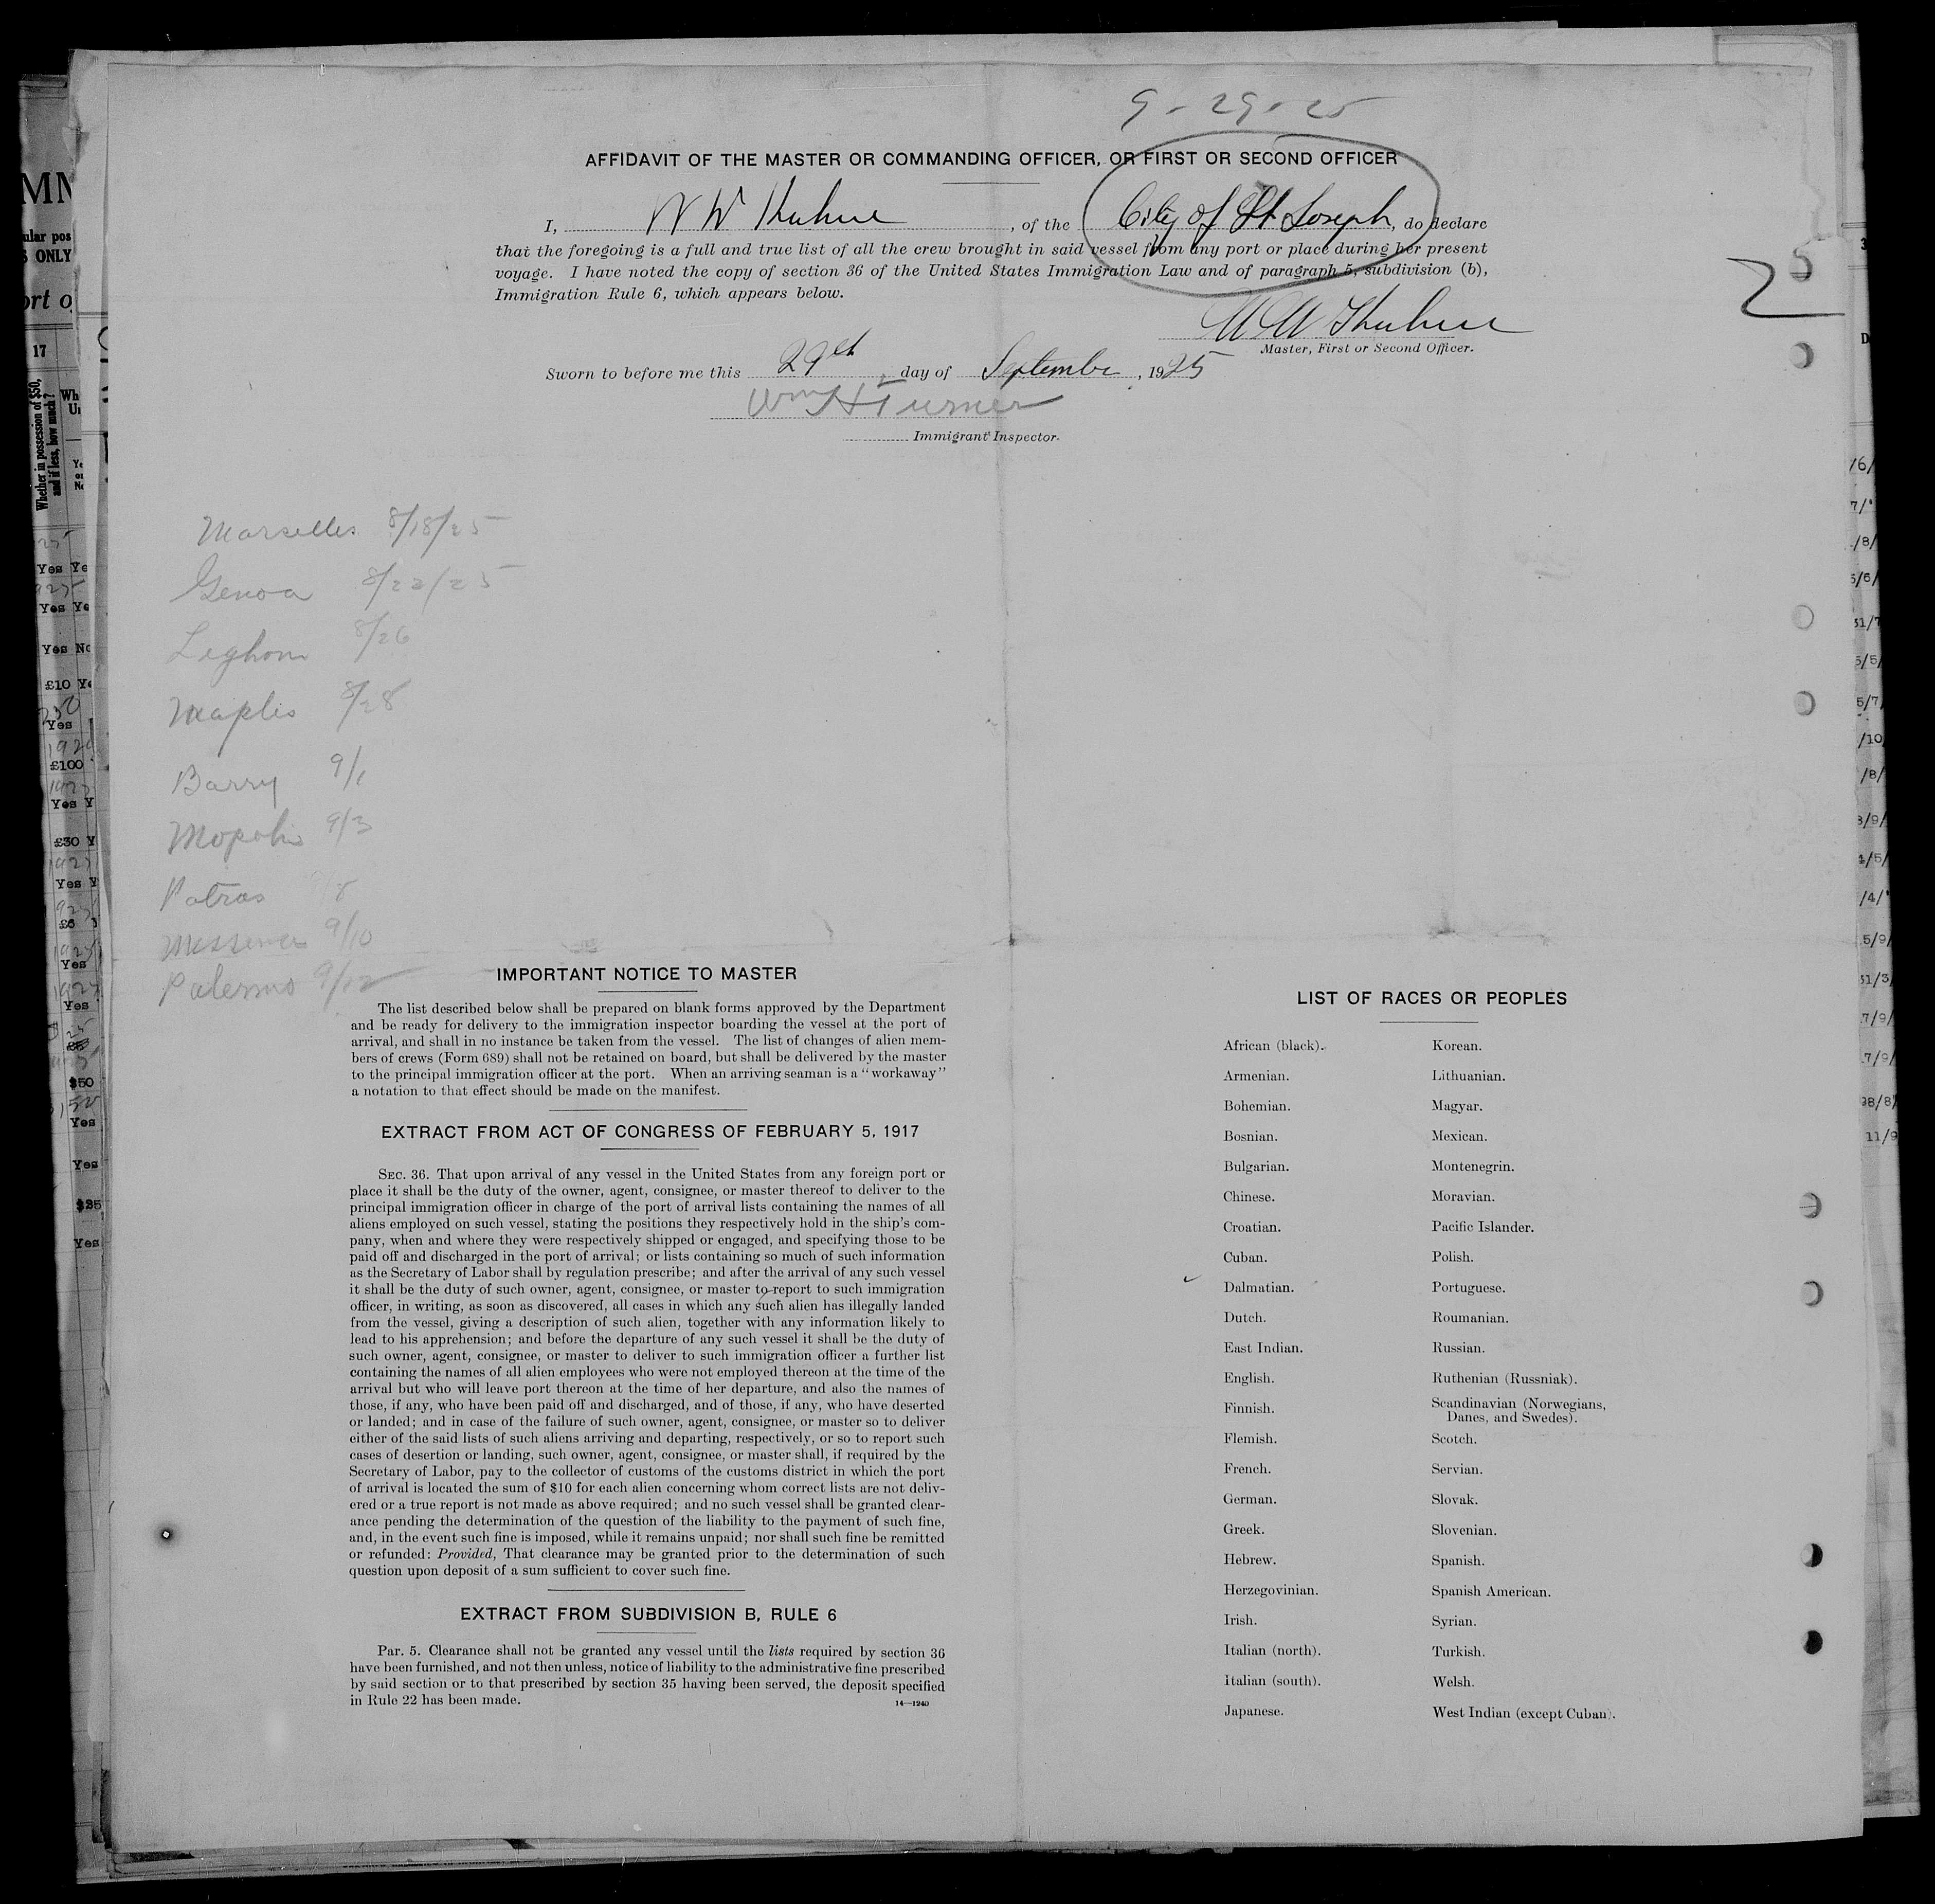 9-29-25
AFFIDAVIT OF THE MASTER OR COMMANDING OFFICER, OR FIRST OR SECOND OFFICER
I, W W Kuhne, of the City of St Joseph, do declare
that the foregoing is a full and true list of all the crew brought in said vessel from any port or place during her present
voyage. I have noted the copy of section 36 of the United States Immigration Law and of paragraph 5, subdivision (b),
Immigration Rule 6, which appears below.
W W Kuhne
Master, First or Second Officer.
Sworn to before me this 29th day of September, 1925
Wm H Turner
Immigrant Inspector.
Marselles 8/18/25
Genoa 8/22/25
Leghorn 8/26
Naples 8/28
Barry 9/1
9/3
Patras 8
Messena 9/10
Palermo 9/12
IMPORTANT NOTICE TO MASTER
The list described below shall be prepared on blank forms approved by the Department
and be ready for delivery to the immigration inspector boarding the vessel at the port of
arrival, and shall in no instance be taken from the vessel. The list of changes of alien mem-
bers of crews (Form 689) shall not be retained on board, but shall be delivered by the master
to the principal immigration officer at the port. When an arriving seaman is a "workaway"
a notation to that effect should be made on the manifest.
EXTRACT FROM ACT OF CONGRESS OF FEBRUARY 5, 1917
SEC. 36. That upon arrival of any vessel in the United States from any foreign port or
place it shall be the duty of the owner, agent, consignee, or master thereof to deliver to the
principal immigration officer in charge of the port of arrival lists containing the names of all
aliens employed on such vessel, stating the positions they respectively hold in the ship's com-
pany, when and where they were respectively shipped or engaged, and specifying those to be
paid off and discharged in the port of arrival; or lists containing so much of such information
as the Secretary of Labor shall by regulation prescribe; and after the arrival of any such vessel
it shall be the duty of such owner, agent, consignee, or master to report to such immigration
officer, in writing, as soon as discovered, all cases in which any such alien has illegally landed
from the vessel, giving a description of such alien, together with any information likely to
lead to his apprehension; and before the departure of any such vessel it shall be the duty of
such owner, agent, consignee, or master to deliver to such immigration officer a further list
containing the names of all alien employees who were not employed thereon at the time of the
arrival but who will leave port thereon at the time of her departure, and also the names of
those, if any, who have been paid off and discharged, and of those, if any, who have deserted
or landed; and in case of the failure of such owner, agent, consignee, or master so to deliver
either of the said lists of such aliens arriving and departing, respectively, or so to report such
cases of desertion or landing, such owner, agent, consignee, or master shall, if required by the
Secretary of Labor, pay to the collector of customs of the customs district in which the port
of arrival is located the sum of $10 for each alien concerning whom correct lists are not deliv-
ered or a true report is not made as above required; and no such vessel shall be granted clear-
ance pending the determination of the question of the liability to the payment of such fine,
and, in the event such fine is imposed, while it remains unpaid; nor shall such fine be remitted
or refunded: Provided, That clearance may be granted prior to the determination of such
question upon deposit of a sum sufficient to cover such fine.
EXTRACT FROM SUBDIVISION B, RULE 6
Par. 5. Clearance shall not be granted any vessel until the lists required by section 36
have been furnished, and not then unless, notice of liability to the administrative fine prescribed
by said section or to that prescribed by section 35 having been served, the deposit specified
in Rule 22 has been made.
14—1240
LIST OF RACES OR PEOPLES
African (black).
Armenian.
Bohemian.
Bosnian.
Bulgarian.
Chinese.
Croatian.
Cuban.
Dalmatian.
Dutch.
East Indian.
English.
Finnish.
Flemish.
French.
German.
Greek.
Hebrew.
Herzegovinian.
Irish.
Italian (north).
Italian (south).
Japanese.
Korean.
Lithuanian.
Magyar.
Mexican.
Montenegrin.
Moravian.
Pacific Islander.
Polish.
Portuguese.
Roumanian.
Russian.
Ruthenian (Russniak).
Scandinavian (Norwegians,
Danes, and Swedes).
Scotch.
Servian.
Slovak.
Slovenian.
Spanish.
Spanish American.
Syrian.
Turkish.
Welsh.
West Indian (except Cuban).